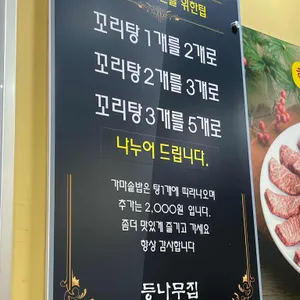 위한팁
꼬리탕 1개를 2개로
꼬리탕 2개를 3개로
꼬리탕 3개를 5개로
나누어 드립니다.
가마솥밥은 탕1개에 따라나오며
추가는 2,000원 입니다.
좀더 맛있게 즐기고 가세요
항상 감사합니다
등나무집